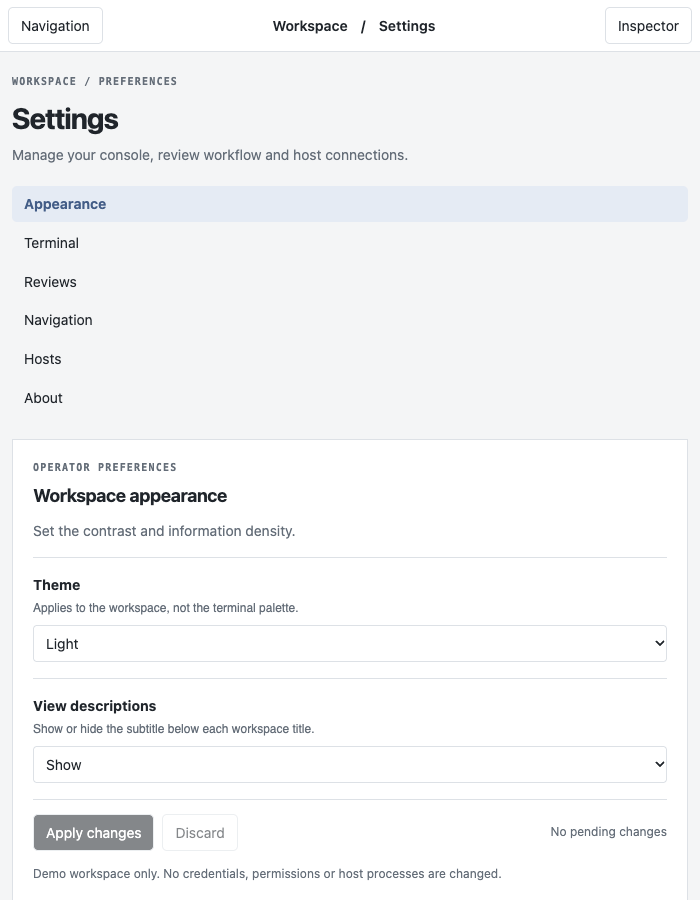 Navigation
Workspace / Settings
Inspector
WORKSPACE / PREFERENCES
Settings
Manage your console, review workflow and host connections.
Appearance
Terminal
Reviews
Navigation
Hosts
About
OPERATOR PREFERENCES
Workspace appearance
Set the contrast and information density.
Theme
Applies to the workspace, not the terminal palette.
Light
View descriptions
Show or hide the subtitle below each workspace title.
Show
Apply changes
Discard
No pending changes
Demo workspace only. No credentials, permissions or host processes are changed.